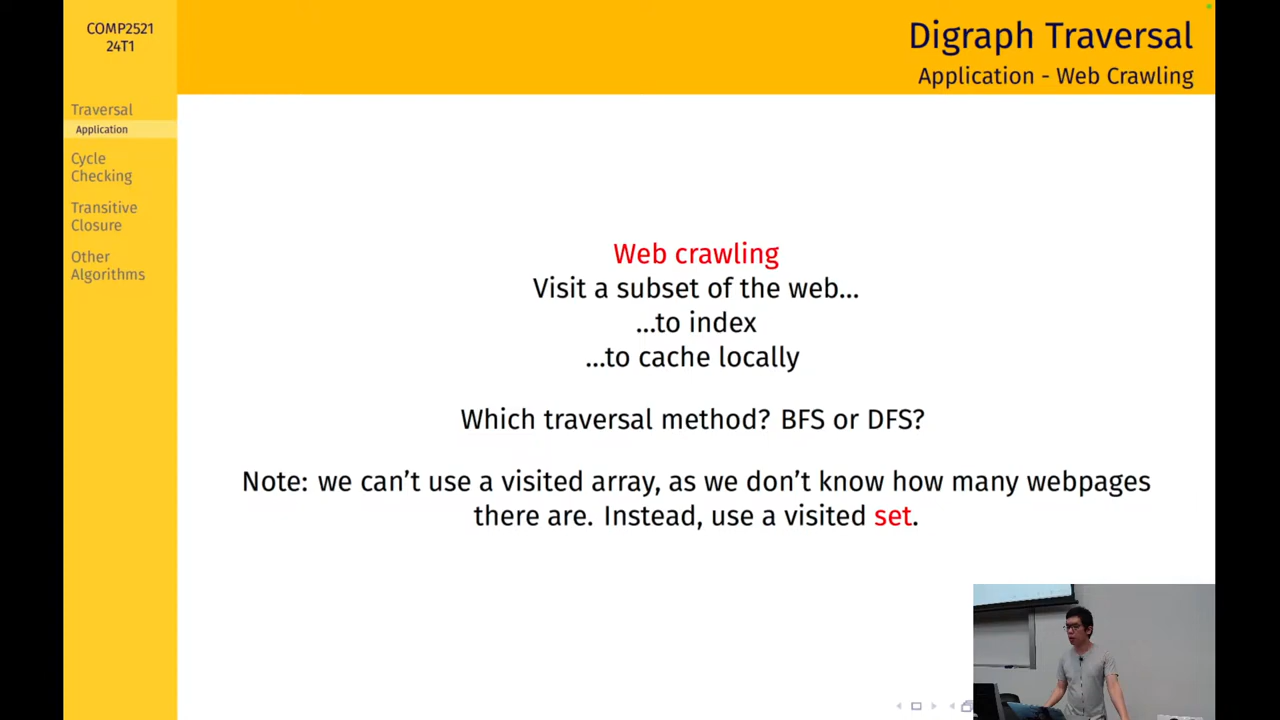 COMP2521
24T1
Digraph Traversal
Application - Web Crawling
Traversal
Application
Cycle
Checking
Transitive
Closure
Other
Algorithms
Web crawling
Visit a subset of the web...
...to index
...to cache locally
Which traversal method? BFS or DFS?
Note: we can't use a visited array, as we don't know how many webpages
there are. Instead, use a visited set.